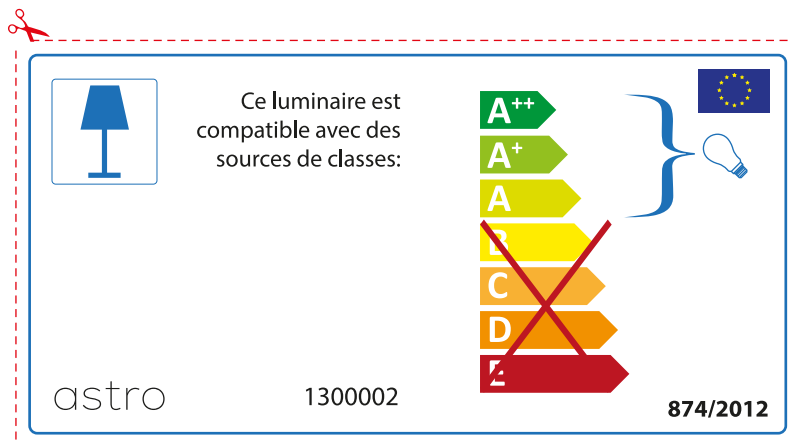 Ce luminaire est
compatible avec des
sources de classes:
A++
A+
A
B
C
D
E
astro
1300002
874/2012